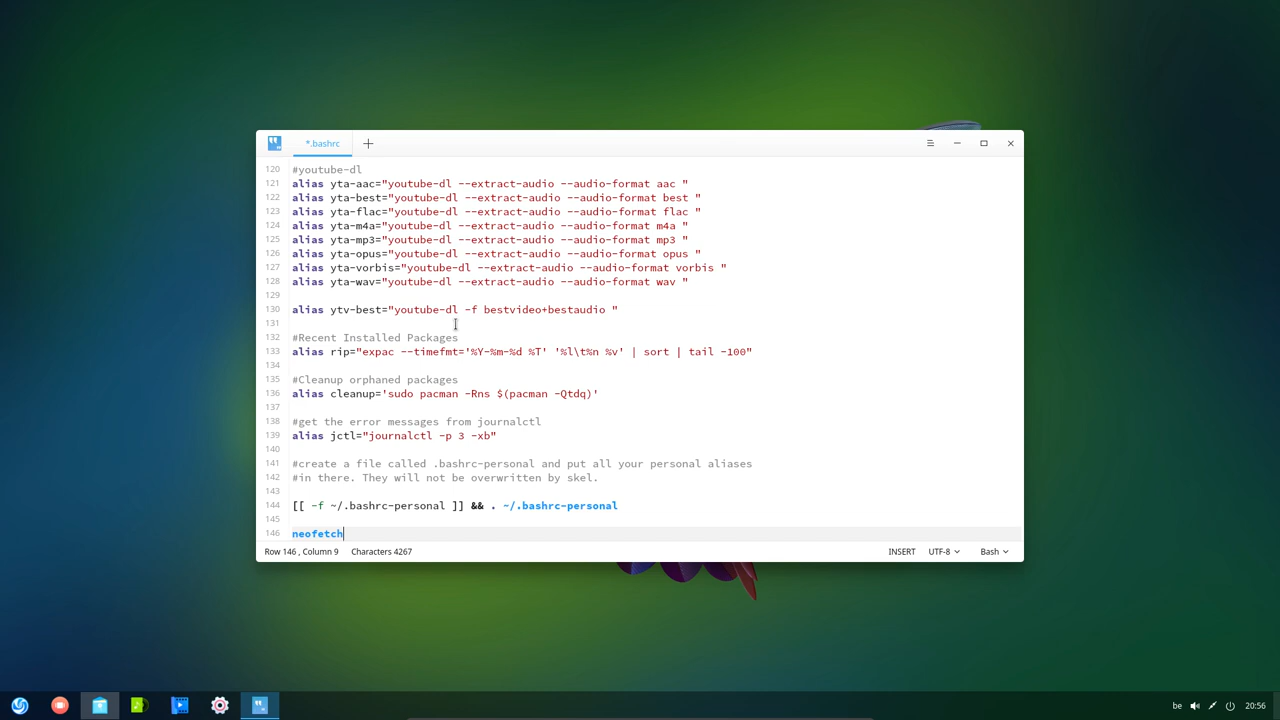 *.bashrc
120 #youtube-dl
121 alias yta-aac="youtube-dl --extract-audio --audio-format aac "
122 alias yta-best="youtube-dl --extract-audio --audio-format best "
123 alias yta-flac="youtube-dl --extract-audio --audio-format flac "
124 alias yta-m4a="youtube-dl --extract-audio --audio-format m4a "
125 alias yta-mp3="youtube-dl --extract-audio --audio-format mp3 "
126 alias yta-opus="youtube-dl --extract-audio --audio-format opus "
127 alias yta-vorbis="youtube-dl --extract-audio --audio-format vorbis "
128 alias yta-wav="youtube-dl --extract-audio --audio-format wav "
129
130 alias ytv-best="youtube-dl -f bestvideo+bestaudio "
131
132 #Recent Installed Packages
133 alias rip="expac --timefmt='%Y-%m-%d %T' '%l\t%n %v' | sort | tail -100"
134
135 #Cleanup orphaned packages
136 alias cleanup='sudo pacman -Rns $(pacman -Qtdq)'
137
138 #get the error messages from journalctl
139 alias jctl="journalctl -p 3 -xb"
140
141 #create a file called .bashrc-personal and put all your personal aliases
142 #in there. They will not be overwritten by skel.
143
144 [[ -f ~/.bashrc-personal ]] && . ~/.bashrc-personal
145
146 neofetch
Row 146 , Column 9 Characters 4267 INSERT UTF-8 Bash
be 20:56